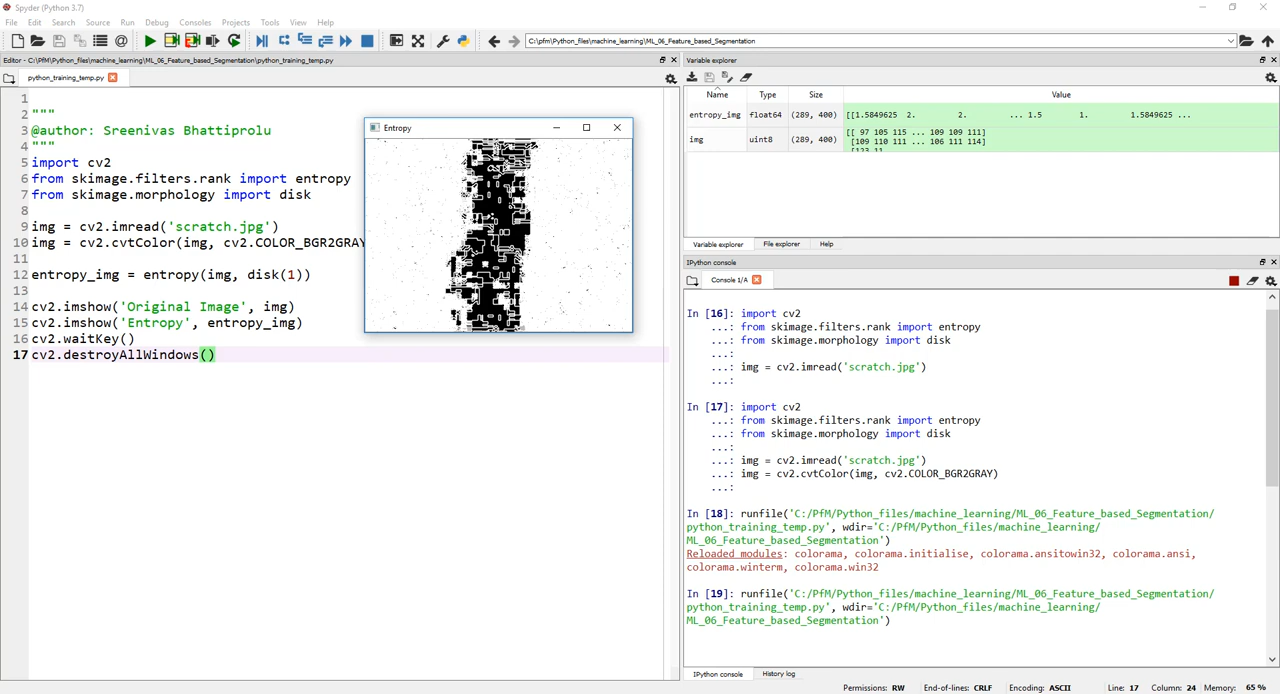 Spyder (Python 3.7)
File Edit Search Source Run Debug Consoles Projects Tools View Help
C:\pfm\Python_files\machine_learning\ML_06_Feature_based_Segmentation
Editor - C:\PfM\Python_files\machine_learning\ML_06_Feature_based_Segmentation\python_training_temp.py
python_training_temp.py
1
2 """
3 @author: Sreenivas Bhattiprolu
4 """
5 import cv2
6 from skimage.filters.rank import entropy
7 from skimage.morphology import disk
8
9 img = cv2.imread('scratch.jpg')
10 img = cv2.cvtColor(img, cv2.COLOR_BGR2GRAY
11
12 entropy_img = entropy(img, disk(1))
13
14 cv2.imshow('Original Image', img)
15 cv2.imshow('Entropy', entropy_img)
16 cv2.waitKey()
17 cv2.destroyAllWindows()
Entropy
Variable explorer
Name Type Size Value
entropy_img float64 (289, 400) [[1.5849625 2. 2. ... 1.5 1. 1.5849625 ...
img uint8 (289, 400) [[ 97 105 115 ... 109 109 111]
[109 110 111 ... 106 111 114]
Variable explorer File explorer Help
IPython console
Console 1/A
In [16]: import cv2
...: from skimage.filters.rank import entropy
...: from skimage.morphology import disk
...:
...: img = cv2.imread('scratch.jpg')
...:
In [17]: import cv2
...: from skimage.filters.rank import entropy
...: from skimage.morphology import disk
...:
...: img = cv2.imread('scratch.jpg')
...: img = cv2.cvtColor(img, cv2.COLOR_BGR2GRAY)
...:
In [18]: runfile('C:/PfM/Python_files/machine_learning/ML_06_Feature_based_Segmentation/
python_training_temp.py', wdir='C:/PfM/Python_files/machine_learning/
ML_06_Feature_based_Segmentation')
Reloaded modules: colorama, colorama.initialise, colorama.ansitowin32, colorama.ansi,
colorama.winterm, colorama.win32
In [19]: runfile('C:/PfM/Python_files/machine_learning/ML_06_Feature_based_Segmentation/
python_training_temp.py', wdir='C:/PfM/Python_files/machine_learning/
ML_06_Feature_based_Segmentation')
IPython console History log
Permissions: RW End-of-lines: CRLF Encoding: ASCII Line: 17 Column: 24 Memory: 65 %